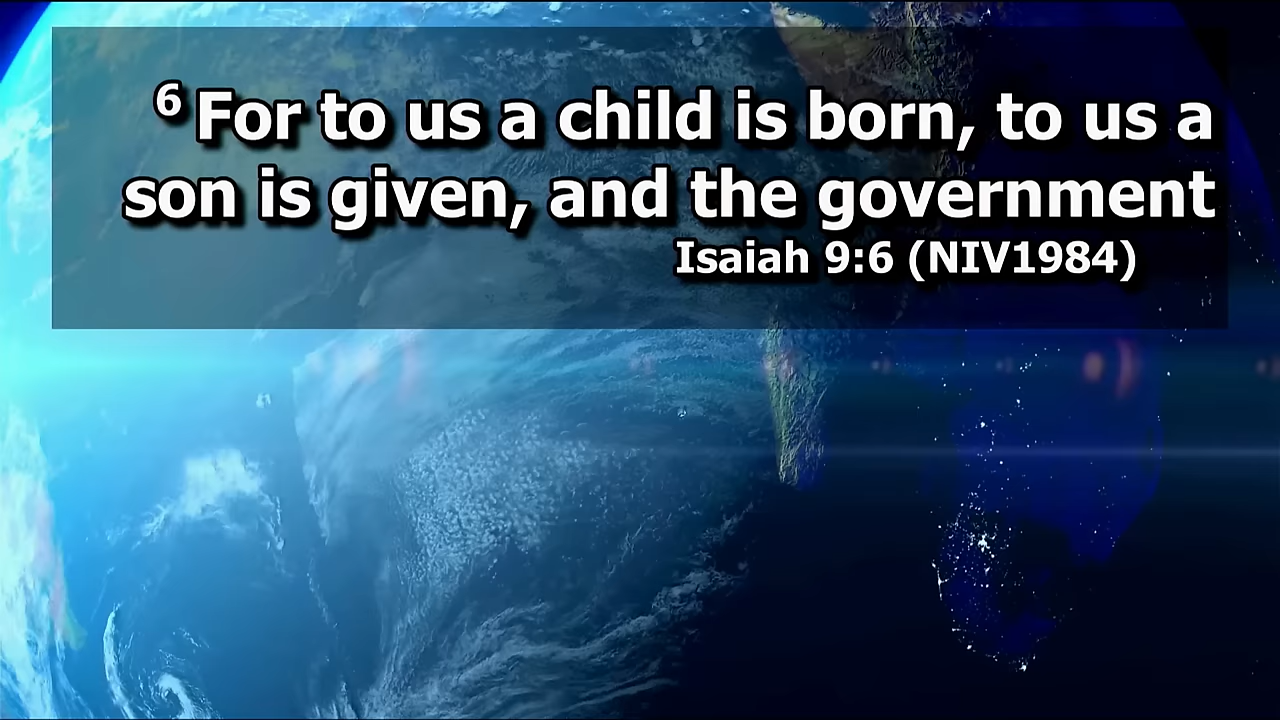 6 For to us a child is born, to us a
son is given, and the government
Isaiah 9:6 (NIV1984)